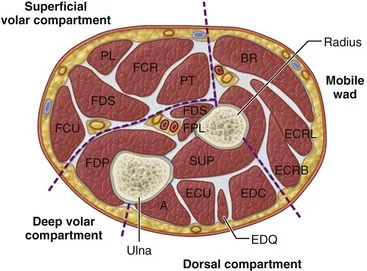 Superficial
volar compartment
Radius
Mobile
wad
PL
FCR
PT
BR
FDS
FDS
FCU
FPL
ECRL
FDP
SUP
ECRB
A
ECU
EDC
Deep volar
compartment
Ulna
EDQ
Dorsal compartment